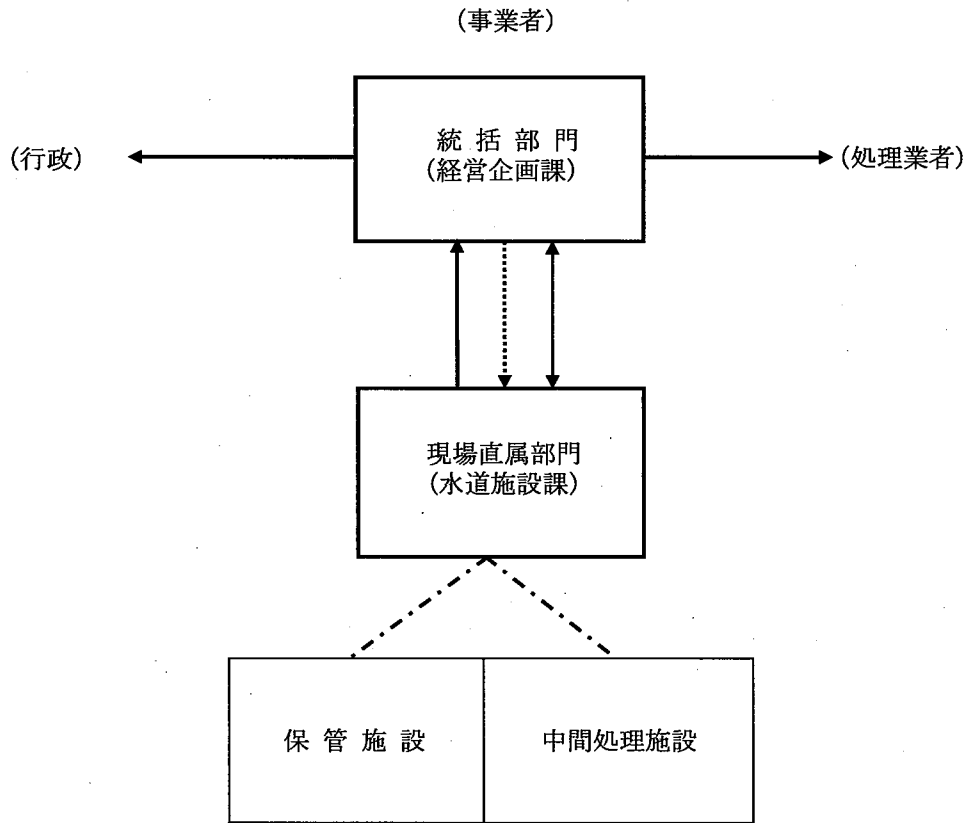 (事業者)
統括部門
(経営企画課)
(行政)
(処理業者)
現場直属部門
(水道施設課)
保管施設
中間処理施設